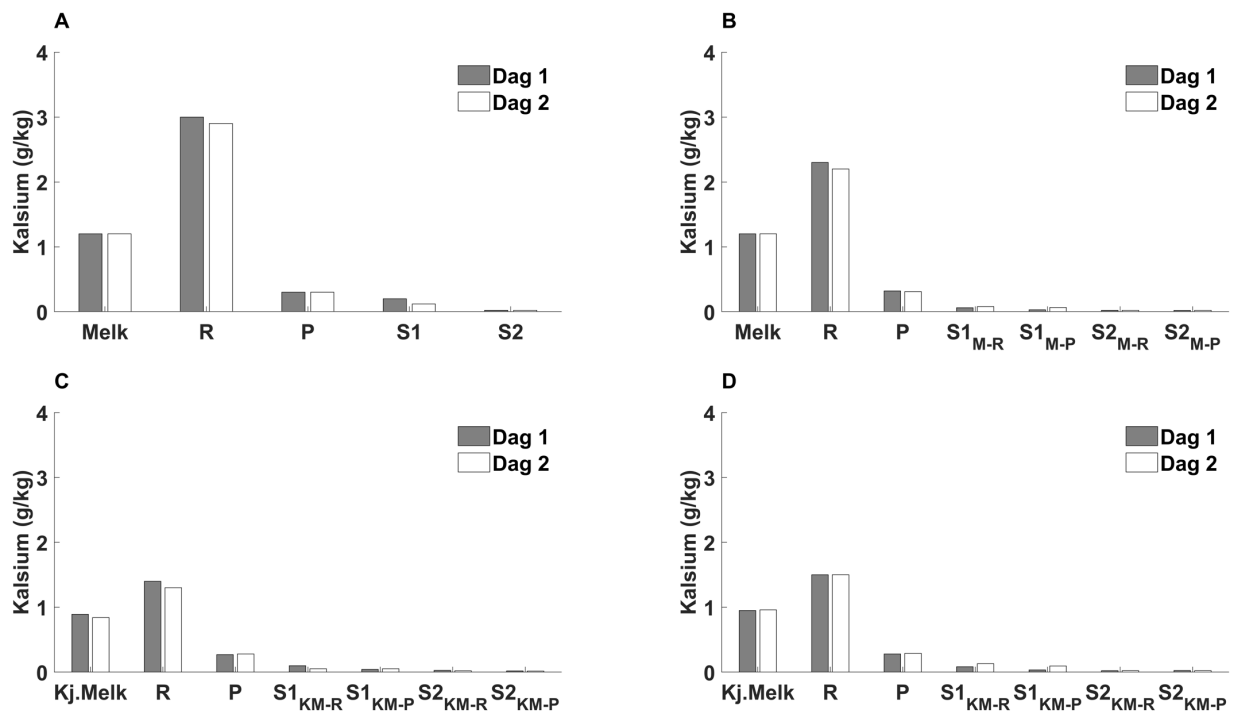 A
Kalsium (g/kg)
4
3
2
1
0
Dag 1
Dag 2
Melk R P S1 S2
B
Kalsium (g/kg)
4
3
2
1
0
Dag 1
Dag 2
Melk R P S1M-R S1M-P S2M-R S2M-P
C
Kalsium (g/kg)
4
3
2
1
0
Dag 1
Dag 2
Kj.Melk R P S1KM-R S1KM-P S2KM-R S2KM-P
D
Kalsium (g/kg)
4
3
2
1
0
Dag 1
Dag 2
Kj.Melk R P S1KM-R S1KM-P S2KM-R S2KM-P